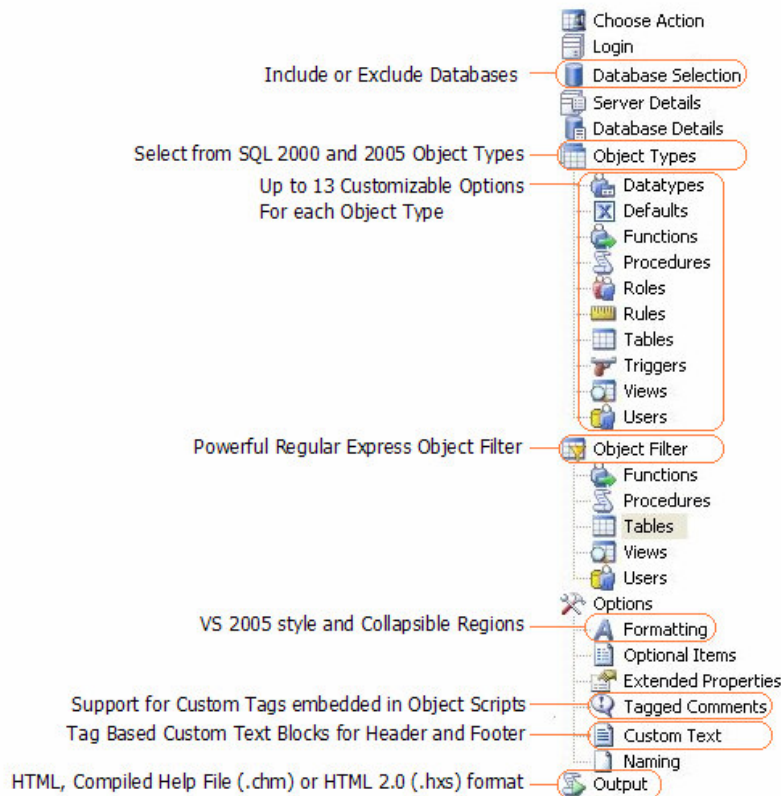 Choose Action
Login
Include or Exclude Databases
Database Selection
Server Details
Database Details
Select from SQL 2000 and 2005 Object Types
Object Types
Up to 13 Customizable Options
For each Object Type
Datatypes
Defaults
Functions
Procedures
Roles
Rules
Tables
Triggers
Views
Users
Powerful Regular Express Object Filter
Object Filter
Functions
Procedures
Tables
Views
Users
Options
VS 2005 style and Collapsible Regions
Formatting
Optional Items
Extended Properties
Support for Custom Tags embedded in Object Scripts
Tagged Comments
Tag Based Custom Text Blocks for Header and Footer
Custom Text
Naming
HTML, Compiled Help File (.chm) or HTML 2.0 (.hxs) format
Output